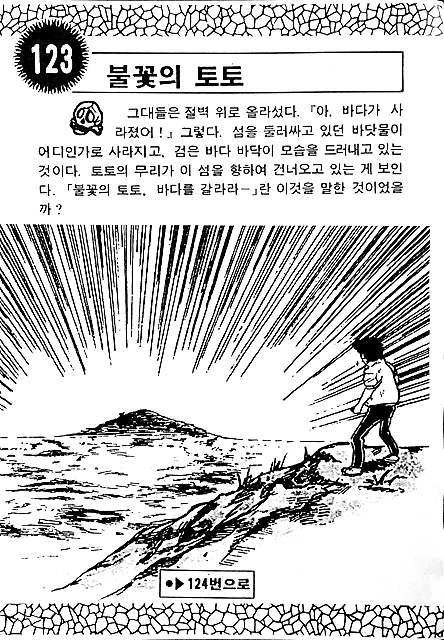 123
불꽃의 토토
그대들은 절벽 위로 올라섰다. 『아, 바다가 사
라졌어!』 그렇다. 섬을 둘러싸고 있던 바닷물이
어디인가로 사라지고, 검은 바다 바닥이 모습을 드러내고 있는
것이다. 토토의 무리가 이 섬을 향하여 건너오고 있는 게 보인
다. 「불꽃의 토토, 바다를 갈라라—」란 이것을 말한 것이었을
까?
●▶124번으로